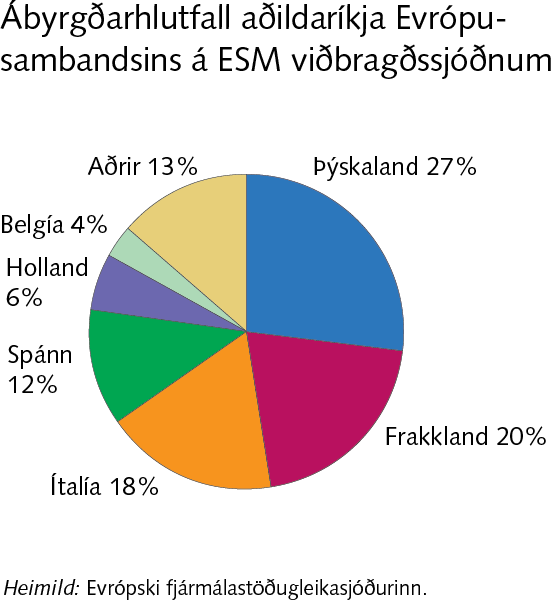 Ábyrgðarhlutfall aðildaríkja Evrópu-
sambandsins á ESM viðbragðssjóðnum
Aðrir 13%
Þýskaland 27%
Belgía 4%
Holland
6%
Spánn
12%
Frakkland 20%
Ítalía 18%
Heimild: Evrópski fjármálastöðugleikasjóðurinn.